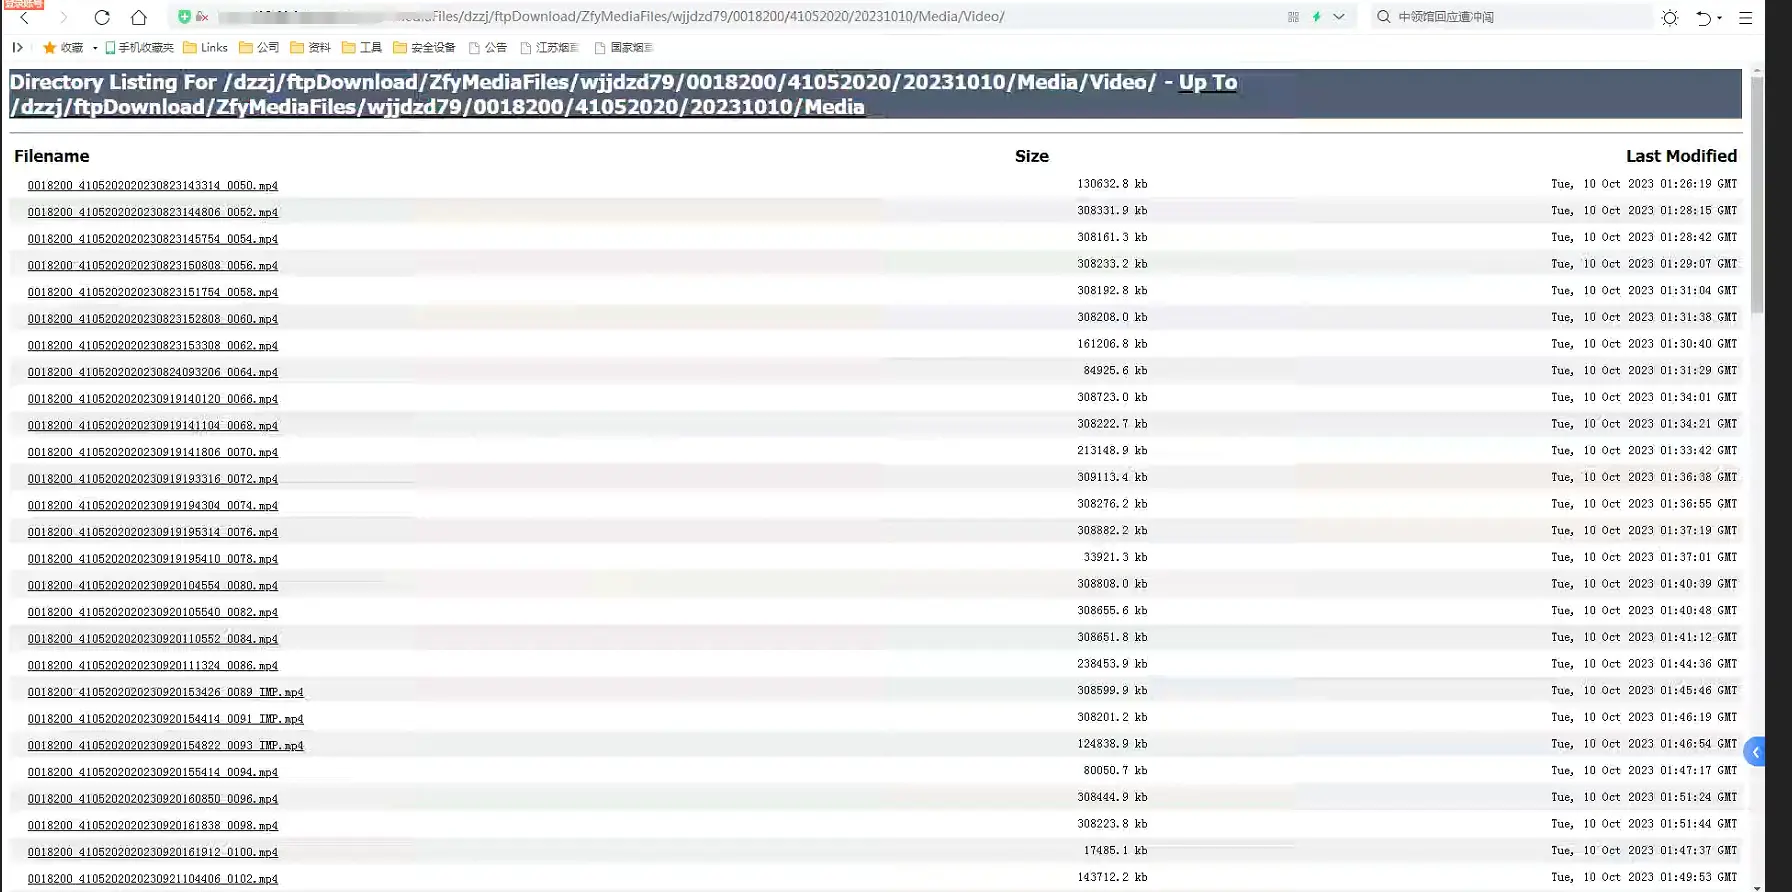 登录账号
ediaFiles/dzzj/ftpDownload/ZfyMediaFiles/wjjdzd79/0018200/41052020/20231010/Media/Video/
中领馆回应遭冲闯
收藏 手机收藏夹 Links 公司 资料 工具 安全设备 公告 江苏烟 国家烟
Directory Listing For /dzzj/ftpDownload/ZfyMediaFiles/wjjdzd79/0018200/41052020/20231010/Media/Video/ - Up To
/dzzj/ftpDownload/ZfyMediaFiles/wjjdzd79/0018200/41052020/20231010/Media
Filename Size Last Modified
0018200_4105202020230823143314_0050.mp4 130632.8 kb Tue, 10 Oct 2023 01:26:19 GMT
0018200_4105202020230823144806_0052.mp4 308331.9 kb Tue, 10 Oct 2023 01:28:15 GMT
0018200_4105202020230823145754_0054.mp4 308161.3 kb Tue, 10 Oct 2023 01:28:42 GMT
0018200_4105202020230823150808_0056.mp4 308233.2 kb Tue, 10 Oct 2023 01:29:07 GMT
0018200_4105202020230823151754_0058.mp4 308192.8 kb Tue, 10 Oct 2023 01:31:04 GMT
0018200_4105202020230823152808_0060.mp4 308208.0 kb Tue, 10 Oct 2023 01:31:38 GMT
0018200_4105202020230823153308_0062.mp4 161206.8 kb Tue, 10 Oct 2023 01:30:40 GMT
0018200_4105202020230824093206_0064.mp4 84925.6 kb Tue, 10 Oct 2023 01:31:29 GMT
0018200_4105202020230919140120_0066.mp4 308723.0 kb Tue, 10 Oct 2023 01:34:01 GMT
0018200_4105202020230919141104_0068.mp4 308222.7 kb Tue, 10 Oct 2023 01:34:21 GMT
0018200_4105202020230919141806_0070.mp4 213148.9 kb Tue, 10 Oct 2023 01:33:42 GMT
0018200_4105202020230919193316_0072.mp4 309113.4 kb Tue, 10 Oct 2023 01:36:38 GMT
0018200_4105202020230919194304_0074.mp4 308276.2 kb Tue, 10 Oct 2023 01:36:55 GMT
0018200_4105202020230919195314_0076.mp4 308882.2 kb Tue, 10 Oct 2023 01:37:19 GMT
0018200_4105202020230919195410_0078.mp4 33921.3 kb Tue, 10 Oct 2023 01:37:01 GMT
0018200_4105202020230920104554_0080.mp4 308808.0 kb Tue, 10 Oct 2023 01:40:39 GMT
0018200_4105202020230920105540_0082.mp4 308655.6 kb Tue, 10 Oct 2023 01:40:48 GMT
0018200_4105202020230920110552_0084.mp4 308651.8 kb Tue, 10 Oct 2023 01:41:12 GMT
0018200_4105202020230920111324_0086.mp4 238453.9 kb Tue, 10 Oct 2023 01:44:36 GMT
0018200_4105202020230920153426_0089_IMP.mp4 308599.9 kb Tue, 10 Oct 2023 01:45:46 GMT
0018200_4105202020230920154414_0091_IMP.mp4 308201.2 kb Tue, 10 Oct 2023 01:46:19 GMT
0018200_4105202020230920154822_0093_IMP.mp4 124838.9 kb Tue, 10 Oct 2023 01:46:54 GMT
0018200_4105202020230920155414_0094.mp4 80050.7 kb Tue, 10 Oct 2023 01:47:17 GMT
0018200_4105202020230920160850_0096.mp4 308444.9 kb Tue, 10 Oct 2023 01:51:24 GMT
0018200_4105202020230920161838_0098.mp4 308223.8 kb Tue, 10 Oct 2023 01:51:44 GMT
0018200_4105202020230920161912_0100.mp4 17485.1 kb Tue, 10 Oct 2023 01:47:37 GMT
0018200_4105202020230921104406_0102.mp4 143712.2 kb Tue, 10 Oct 2023 01:49:53 GMT